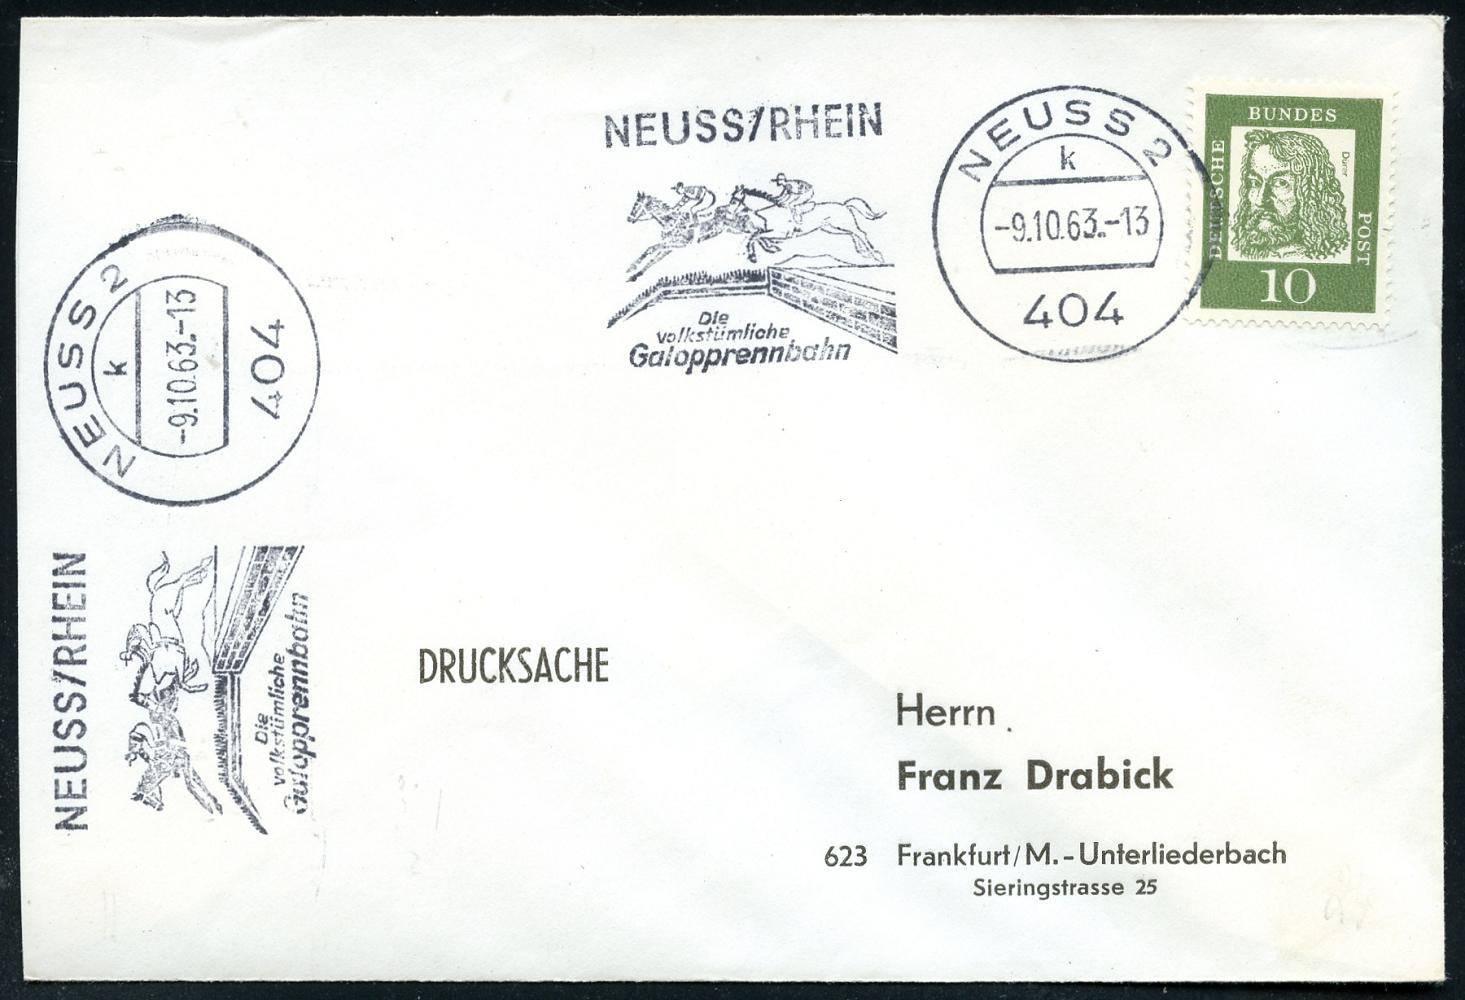 NEUSS/RHEIN
Die
volkstümliche
Galopprennbahn
NEUSS 2
k
-9.10.63.-13
404
DEUTSCHE
BUNDES
POST
Dürer
10
NEUSS 2
k
-9.10.63.-13
404
NEUSS/RHEIN
Die
volkstümliche
Galopprennbahn
DRUCKSACHE
Herrn
Franz Drabick
623 Frankfurt/M.-Unterliederbach
Sieringstrasse 25